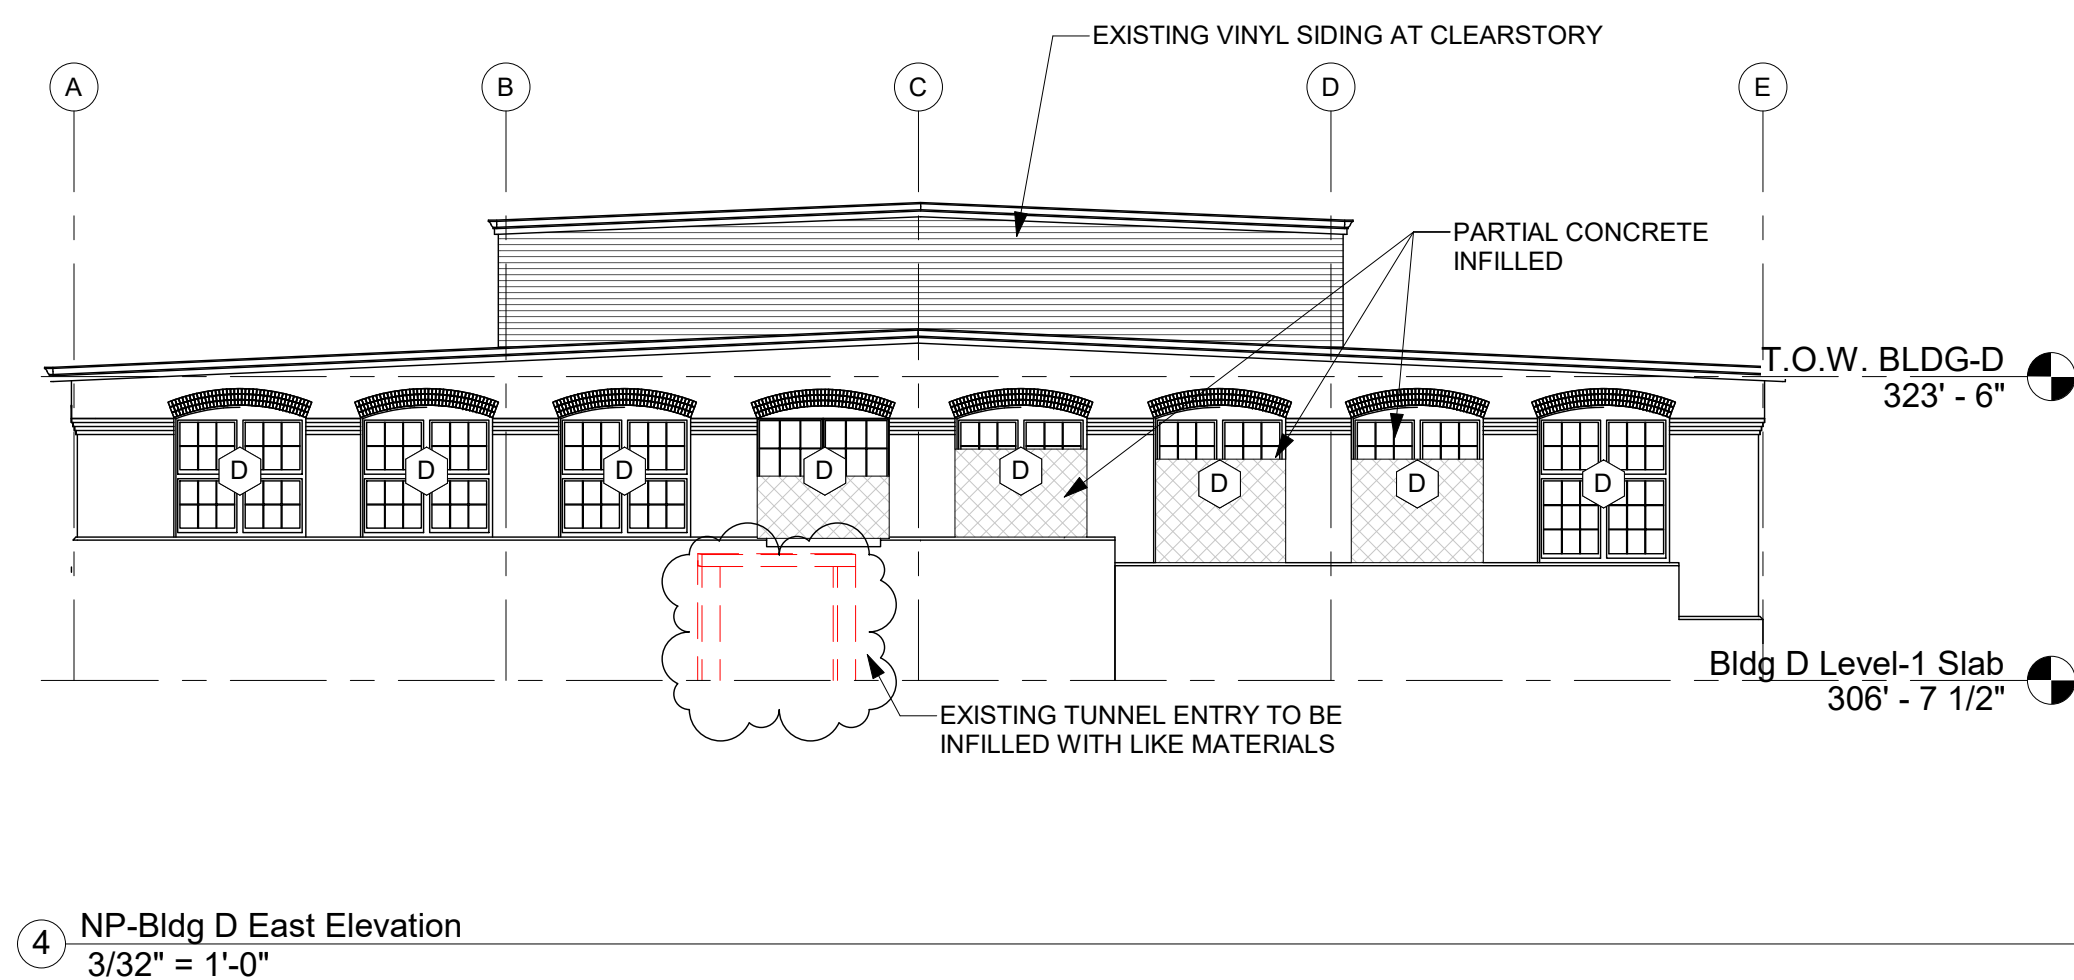 EXISTING VINYL SIDING AT CLEARSTORY
A
B
C
D
E
PARTIAL CONCRETE
INFILLED
T.O.W. BLDG-D
323' - 6"
D
D
D
D
D
D
D
D
Bldg D Level-1 Slab
306' - 7 1/2"
EXISTING TUNNEL ENTRY TO BE
INFILLED WITH LIKE MATERIALS
4
NP-Bldg D East Elevation
3/32" = 1'-0"